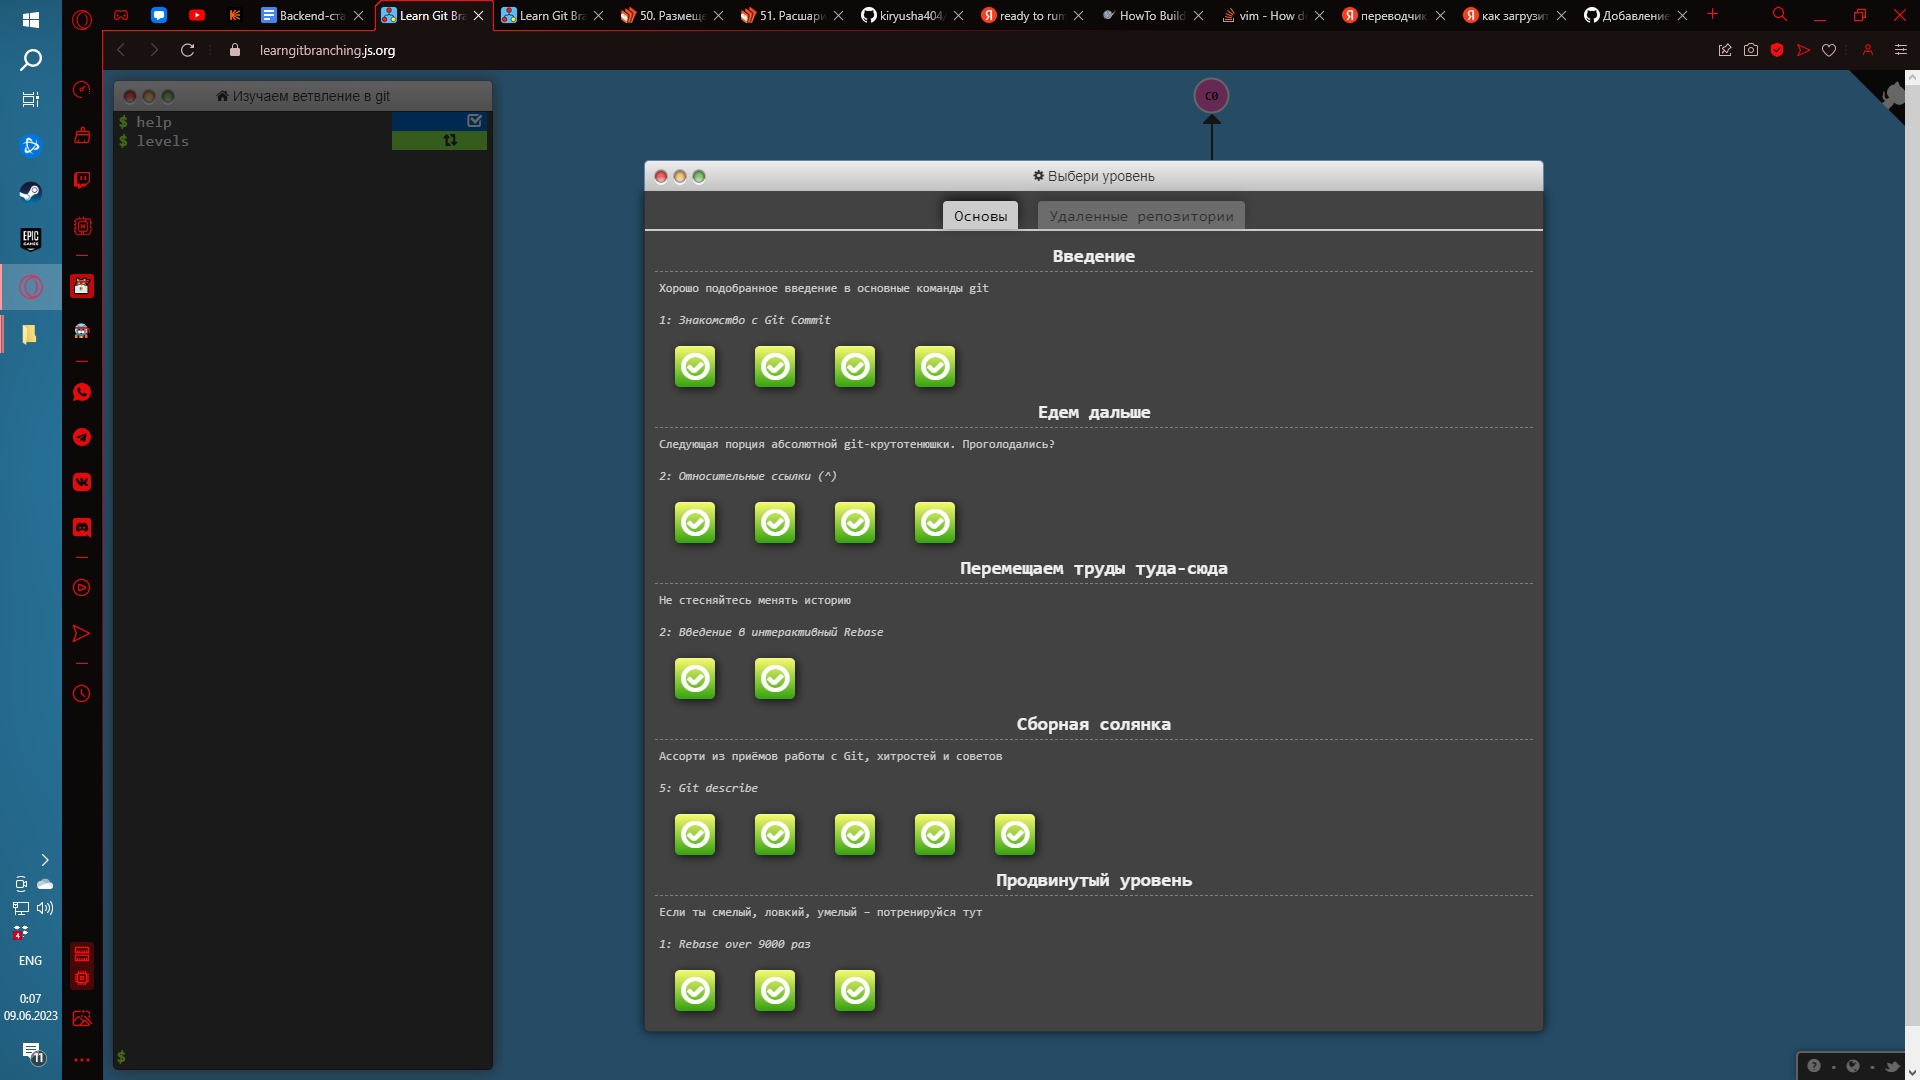 Backend-ста
Learn Git Bra
Learn Git Bra
50. Размеще
51. Расшари
kiryusha404/
ready to rum
HowTo Build
vim - How d
переводчик
как загрузит
Добавление
learngitbranching.js.org
Изучаем ветвление в git
$ help
$ levels
$
C0
Выбери уровень
Основы
Удаленные репозитории
Введение
Хорошо подобранное введение в основные команды git
1: Знакомство с Git Commit
Едем дальше
Следующая порция абсолютной git-крутотенюшки. Проголодались?
2: Относительные ссылки (^)
Перемещаем труды туда-сюда
Не стесняйтесь менять историю
2: Введение в интерактивный Rebase
Сборная солянка
Ассорти из приёмов работы с Git, хитростей и советов
5: Git describe
Продвинутый уровень
Если ты смелый, ловкий, умелый – потренируйся тут
1: Rebase over 9000 раз
EPIC
GAMES
4
ENG
0:07
09.06.2023
11